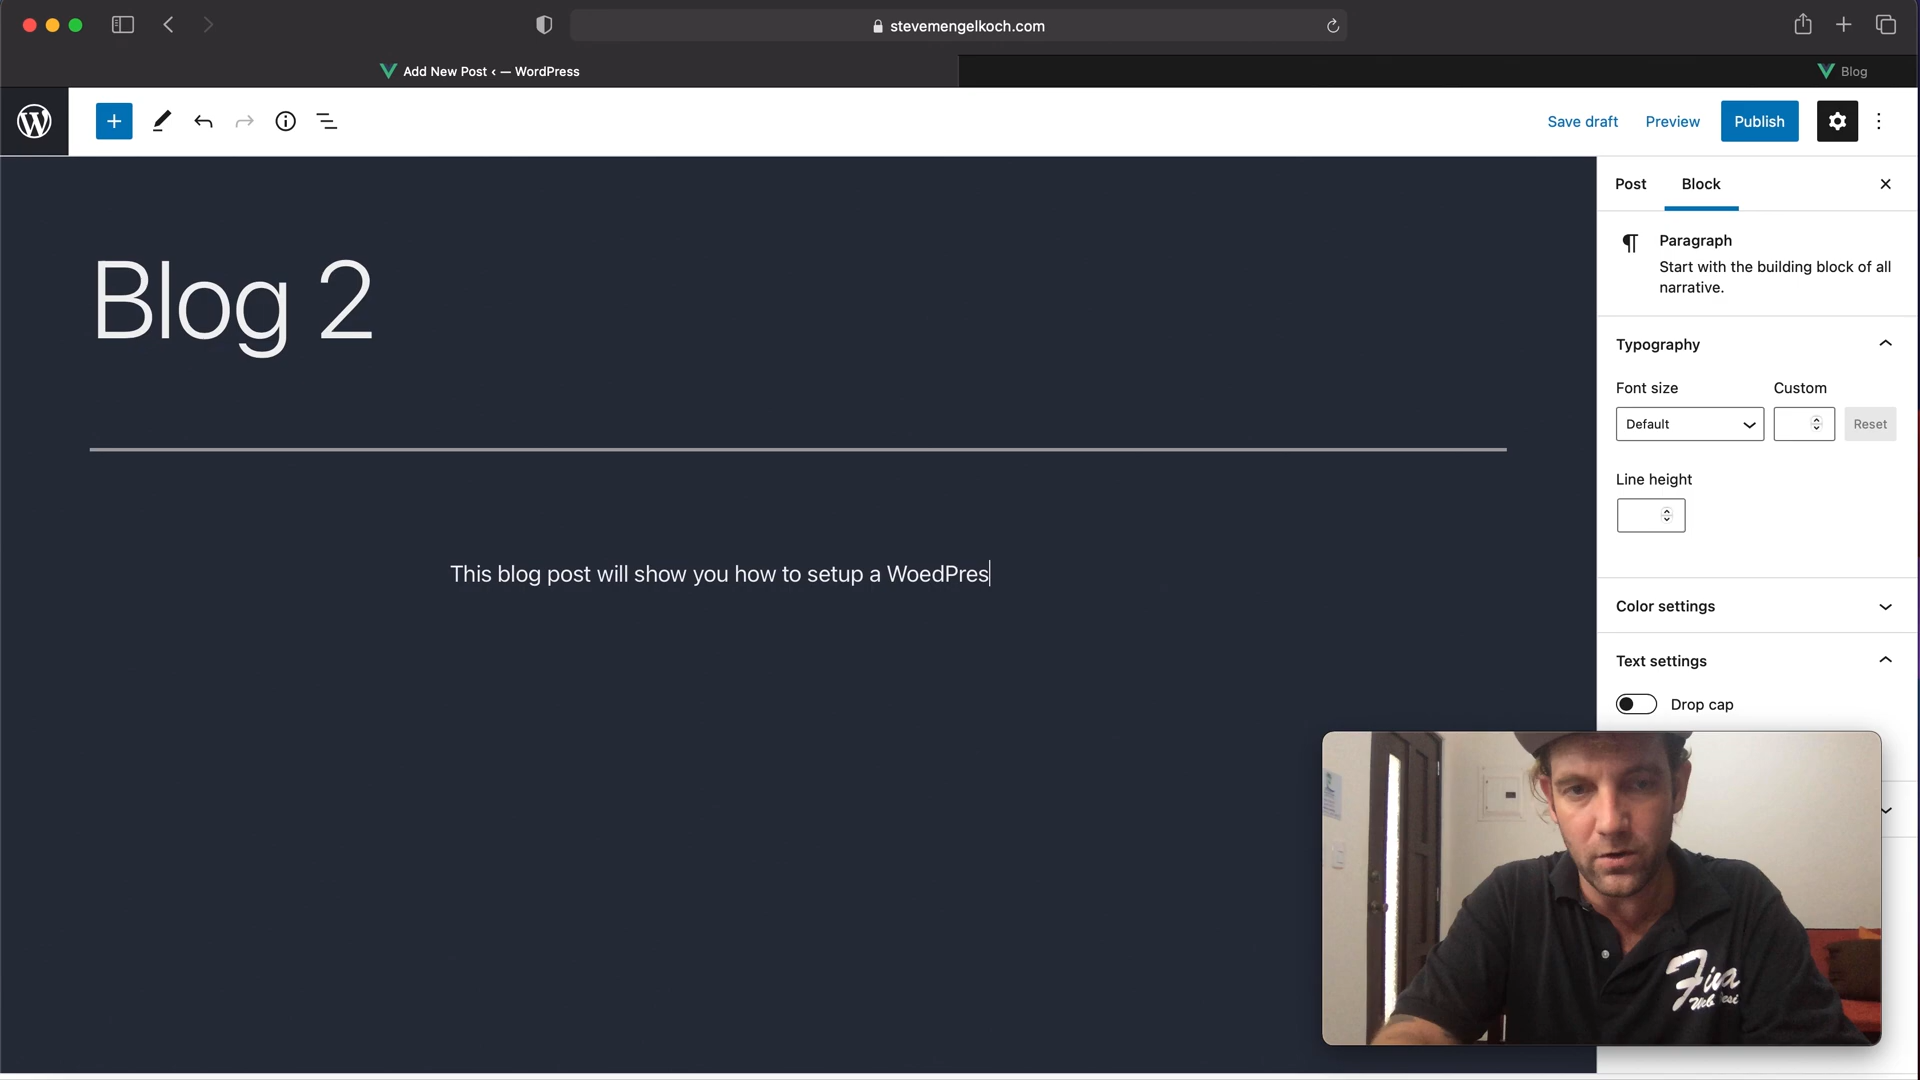 stevemengelkoch.com
Add New Post ‹ — WordPress
Blog
Save draft
Preview
Publish
Post
Block
Paragraph
Start with the building block of all
narrative.
Blog 2
Typography
Font size
Custom
Default
Reset
Line height
This blog post will show you how to setup a WoedPres
Color settings
Text settings
Drop cap